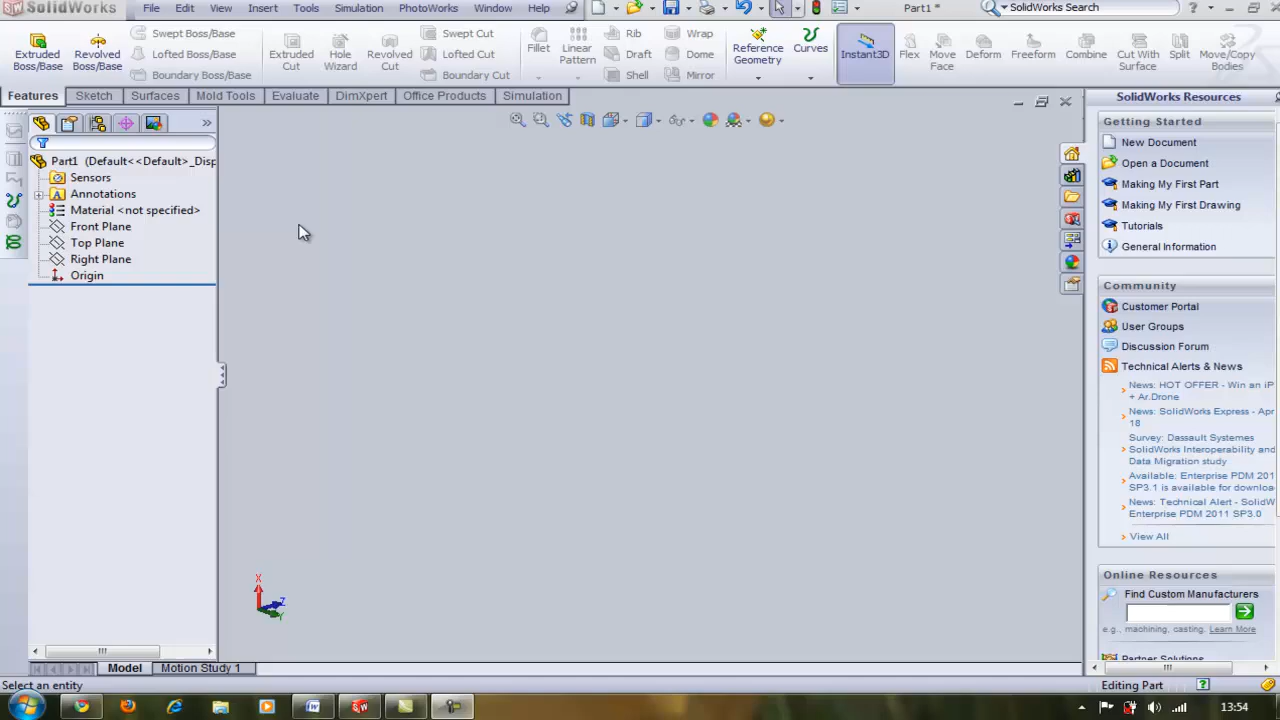 SolidWorks File Edit View Insert Tools Simulation PhotoWorks Window Help Part1 * SolidWorks Search
Extruded Boss/Base
Revolved Boss/Base
Swept Boss/Base
Lofted Boss/Base
Boundary Boss/Base
Extruded Cut
Hole Wizard
Revolved Cut
Swept Cut
Lofted Cut
Boundary Cut
Fillet
Linear Pattern
Rib
Draft
Shell
Wrap
Dome
Mirror
Reference Geometry
Curves
Instant3D
Flex
Move Face
Deform
Freeform
Combine
Cut With Surface
Split
Move/Copy Bodies
Features Sketch Surfaces Mold Tools Evaluate DimXpert Office Products Simulation
Part1 (Default<<Default>_Disp
Sensors
Annotations
Material <not specified>
Front Plane
Top Plane
Right Plane
Origin
X
Z
Y
Model Motion Study 1
Select an entity
Editing Part
SolidWorks Resources
Getting Started
New Document
Open a Document
Making My First Part
Making My First Drawing
Tutorials
General Information
Community
Customer Portal
User Groups
Discussion Forum
Technical Alerts & News
News: HOT OFFER - Win an iP
+ Ar.Drone
News: SolidWorks Express - Apr
18
Survey: Dassault Systemes
SolidWorks Interoperability and
Data Migration study
Available: Enterprise PDM 201
SP3.1 is available for downloa
News: Technical Alert - SolidW
Enterprise PDM 2011 SP3.0
View All
Online Resources
Find Custom Manufacturers
e.g., machining, casting. Learn More
Partner Solutions
13:54